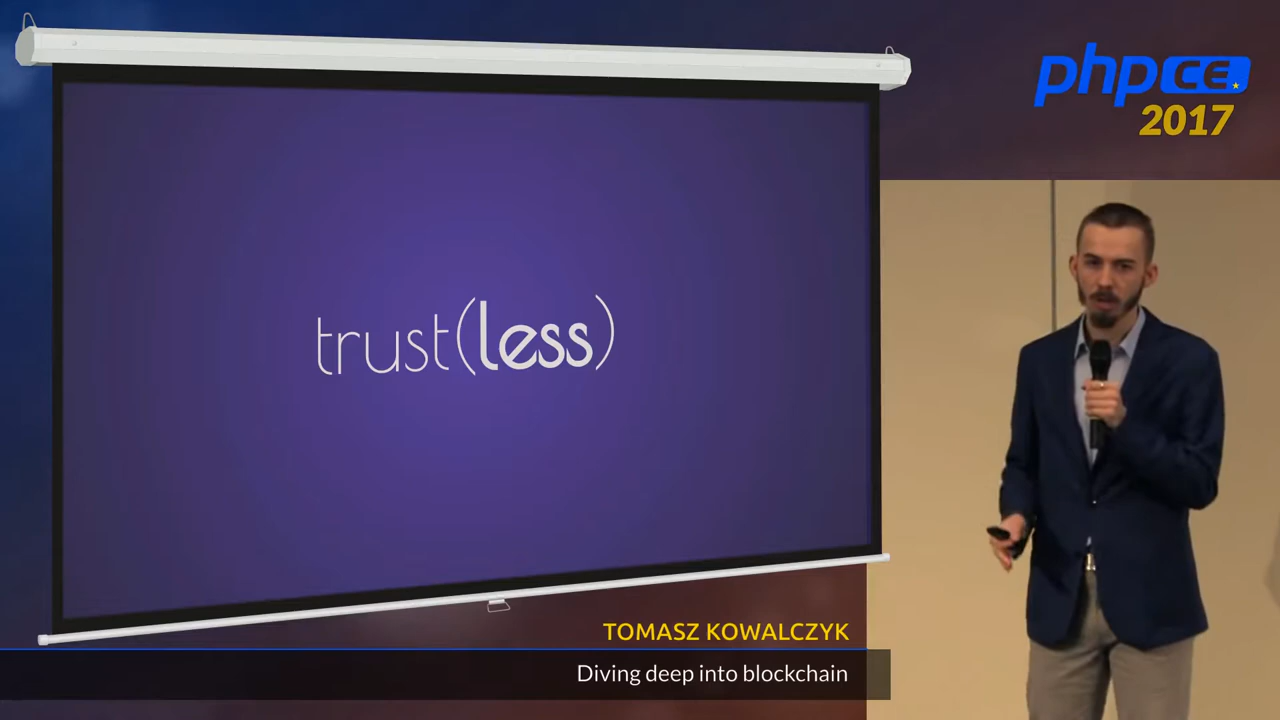 phpCE
2017
trust(less)
TOMASZ KOWALCZYK
Diving deep into blockchain